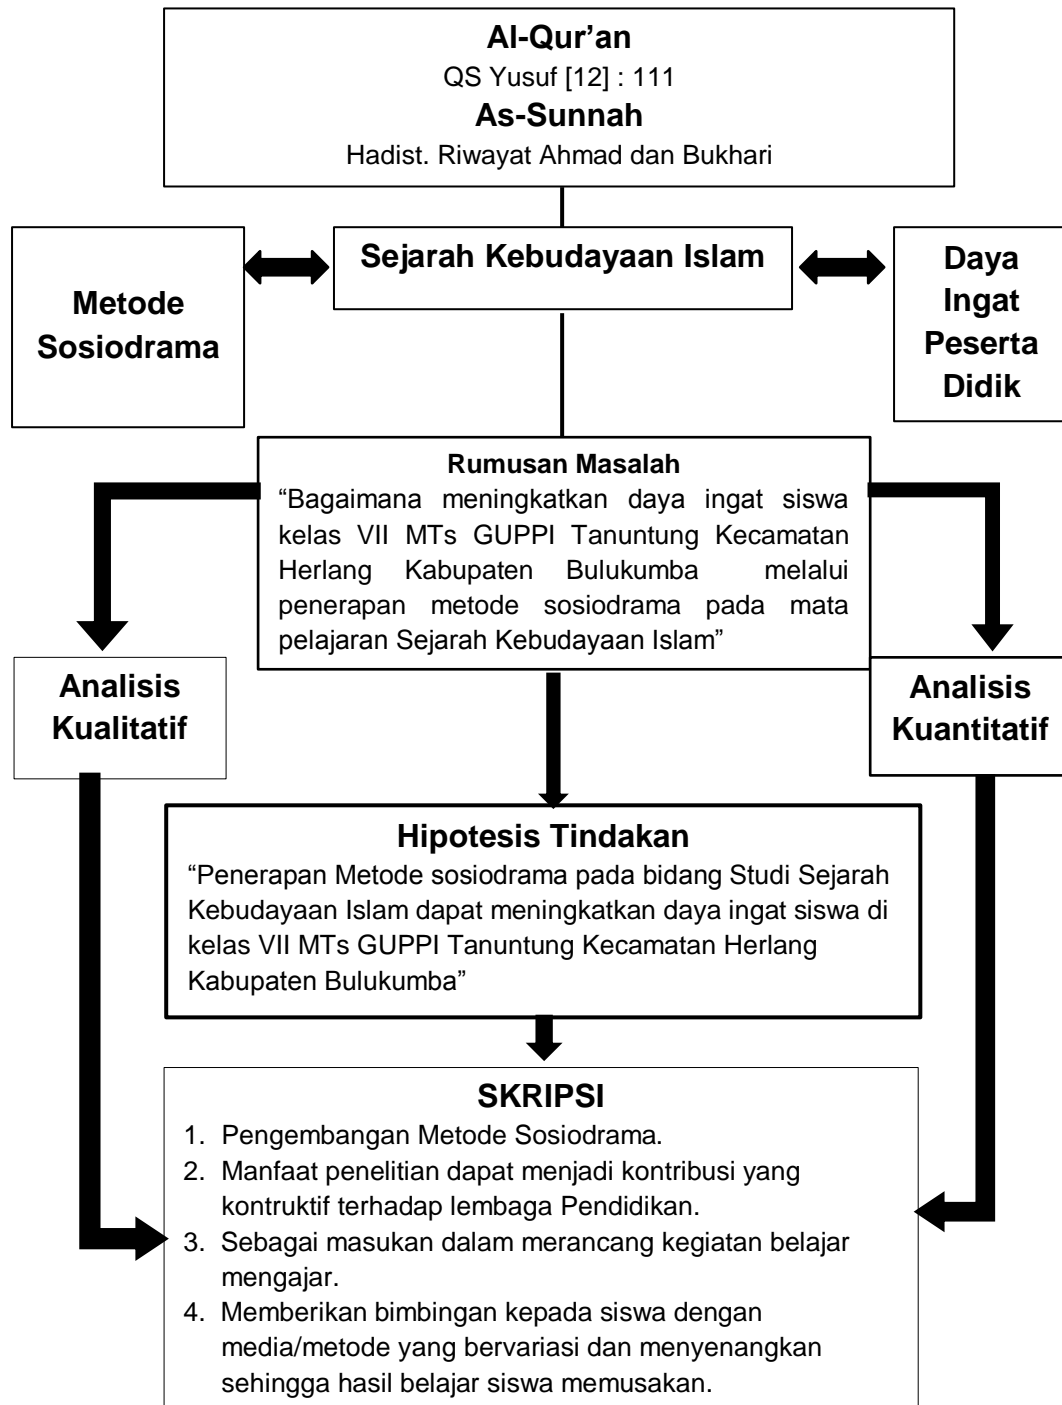 Al-Qur’an
QS Yusuf [12] : 111
As-Sunnah
Hadist. Riwayat Ahmad dan Bukhari
Metode
Sosiodrama
Sejarah Kebudayaan Islam
Daya
Ingat
Peserta
Didik
Rumusan Masalah
“Bagaimana meningkatkan daya ingat siswa
kelas VII MTs GUPPI Tanuntung Kecamatan
Herlang Kabupaten Bulukumba melalui
penerapan metode sosiodrama pada mata
pelajaran Sejarah Kebudayaan Islam”
Analisis
Kualitatif
Analisis
Kuantitatif
Hipotesis Tindakan
“Penerapan Metode sosiodrama pada bidang Studi Sejarah
Kebudayaan Islam dapat meningkatkan daya ingat siswa di
kelas VII MTs GUPPI Tanuntung Kecamatan Herlang
Kabupaten Bulukumba”
SKRIPSI
1. Pengembangan Metode Sosiodrama.
2. Manfaat penelitian dapat menjadi kontribusi yang
kontruktif terhadap lembaga Pendidikan.
3. Sebagai masukan dalam merancang kegiatan belajar
mengajar.
4. Memberikan bimbingan kepada siswa dengan
media/metode yang bervariasi dan menyenangkan
sehingga hasil belajar siswa memusakan.